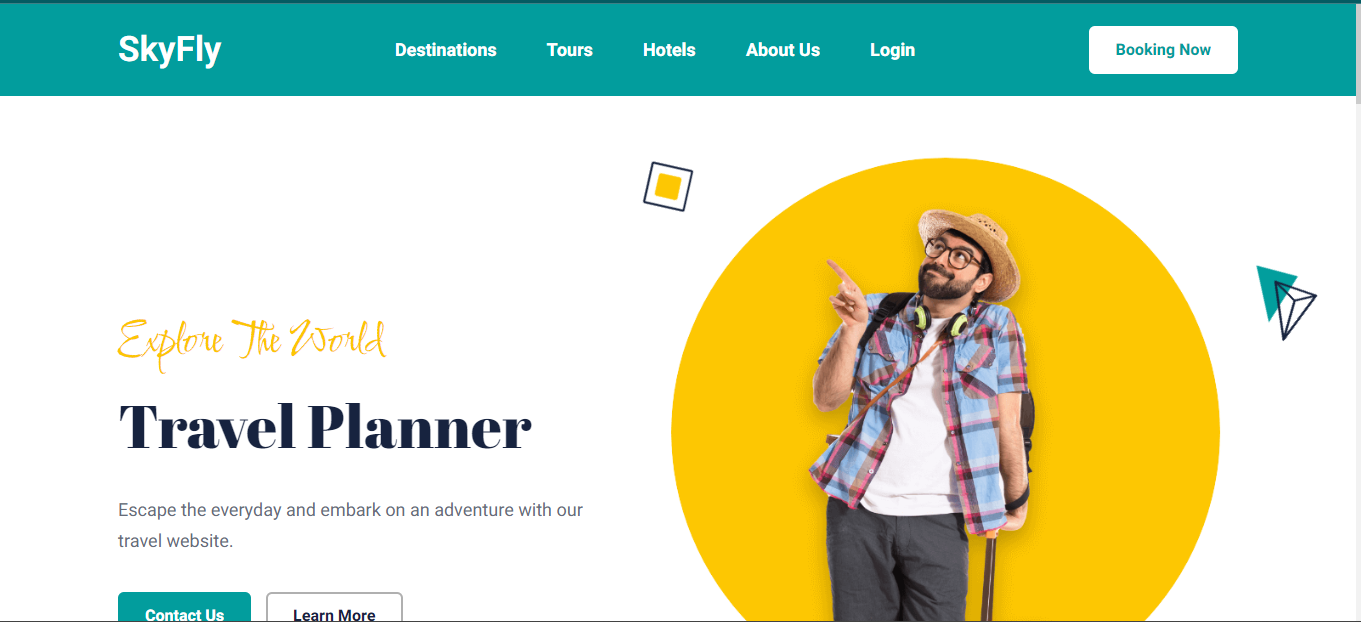 SkyFly
Destinations
Tours
Hotels
About Us
Login
Booking Now
Explore The World
Travel Planner
Escape the everyday and embark on an adventure with our
travel website.
Contact Us
Learn More